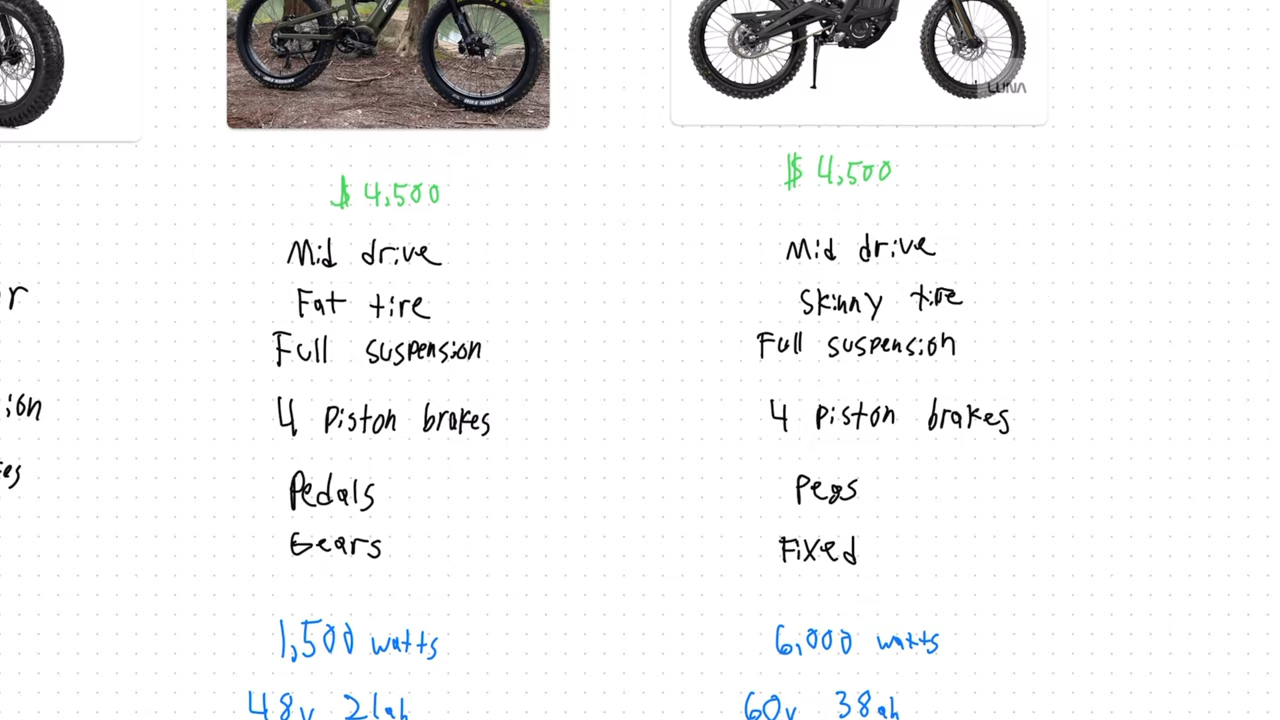 LUNA
$ 4,500
Mid drive
Fat tire
Full suspension
4 Piston brakes
Pedals
Gears
1,500 watts
48v 21ah
$ 4,500
Mid drive
Skinny tire
Full suspension
4 Piston brakes
Pegs
Fixed
6,000 watts
60v 38ah